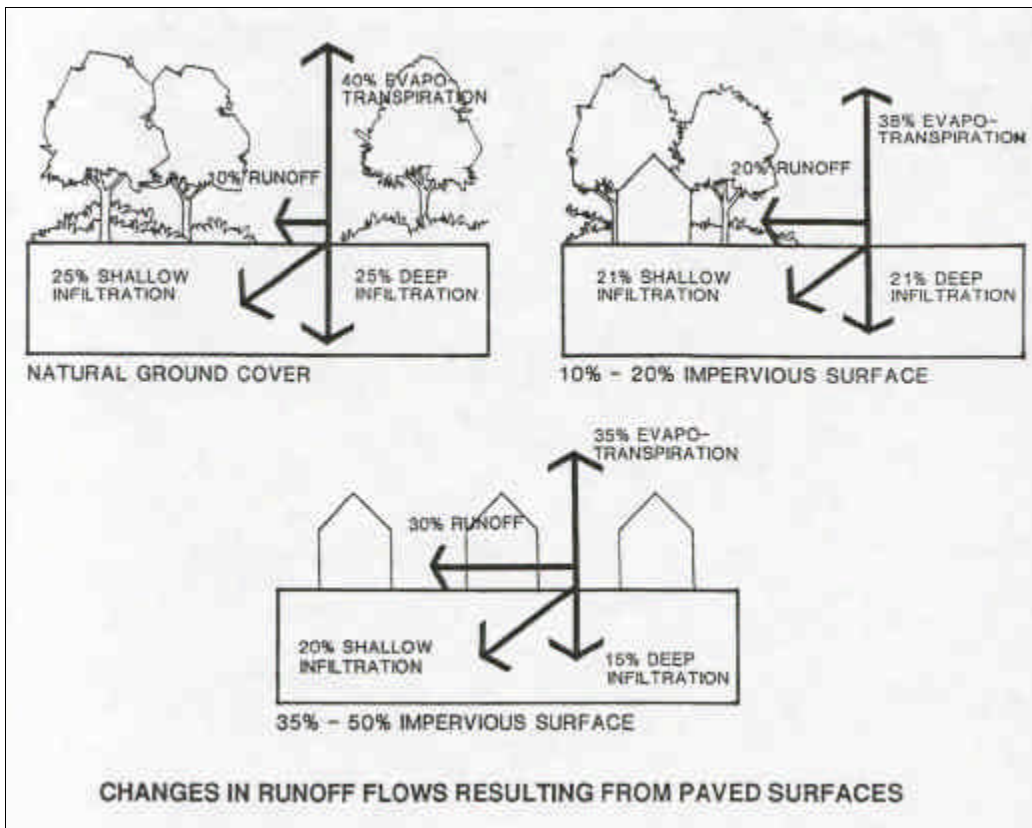 40% EVAPO-
TRANSPIRATION
10% RUNOFF
25% SHALLOW
INFILTRATION
25% DEEP
INFILTRATION
NATURAL GROUND COVER
38% EVAPO-
TRANSPIRATION
20% RUNOFF
21% SHALLOW
INFILTRATION
21% DEEP
INFILTRATION
10% - 20% IMPERVIOUS SURFACE
35% EVAPO-
TRANSPIRATION
30% RUNOFF
20% SHALLOW
INFILTRATION
15% DEEP
INFILTRATION
35% - 50% IMPERVIOUS SURFACE
CHANGES IN RUNOFF FLOWS RESULTING FROM PAVED SURFACES